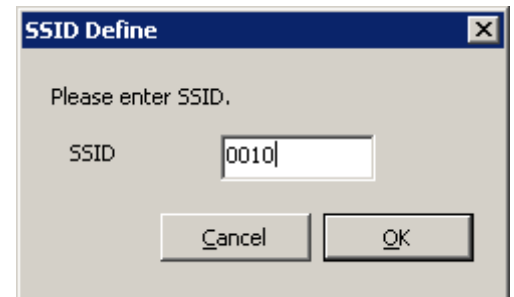 SSID Define
Please enter SSID.
SSID 0010
Cancel OK